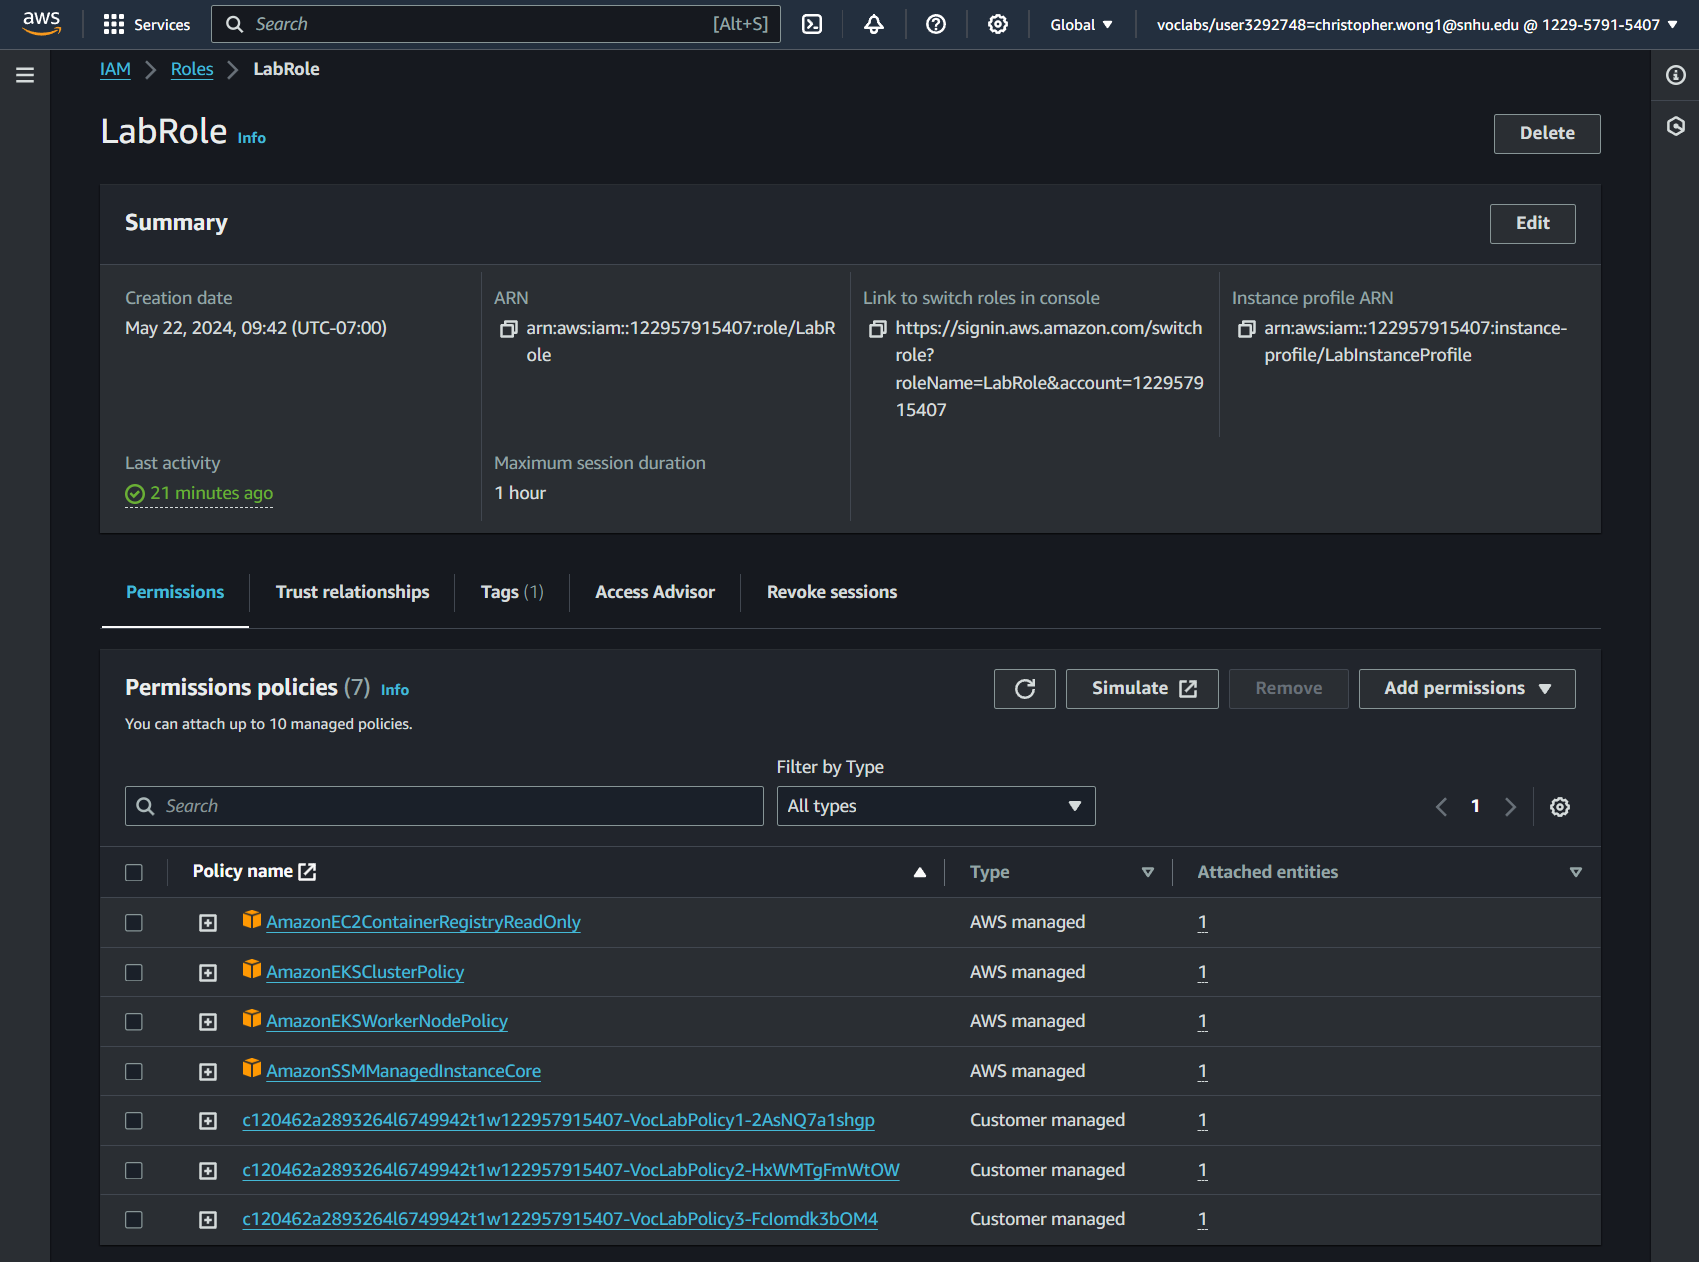 aws
Services
Search
[Alt+S]
Global
voclabs/user3292748=christopher.wong1@snhu.edu @ 1229-5791-5407
IAM
Roles
LabRole
LabRole
Info
Delete
Summary
Edit
Creation date
May 22, 2024, 09:42 (UTC-07:00)
ARN
arn:aws:iam::122957915407:role/LabR
ole
Link to switch roles in console
https://signin.aws.amazon.com/switch
role?
roleName=LabRole&account=1229579
15407
Instance profile ARN
arn:aws:iam::122957915407:instance-
profile/LabInstanceProfile
Last activity
21 minutes ago
Maximum session duration
1 hour
Permissions
Trust relationships
Tags (1)
Access Advisor
Revoke sessions
Permissions policies (7)
Info
You can attach up to 10 managed policies.
Simulate
Remove
Add permissions
Filter by Type
Search
All types
1
Policy name
Type
Attached entities
AmazonEC2ContainerRegistryReadOnly
AWS managed
1
AmazonEKSClusterPolicy
AWS managed
1
AmazonEKSWorkerNodePolicy
AWS managed
1
AmazonSSMManagedInstanceCore
AWS managed
1
c120462a2893264l6749942t1w122957915407-VocLabPolicy1-2AsNQ7a1shgp
Customer managed
1
c120462a2893264l6749942t1w122957915407-VocLabPolicy2-HxWMTgFmWtOW
Customer managed
1
c120462a2893264l6749942t1w122957915407-VocLabPolicy3-FcIomdk3bOM4
Customer managed
1